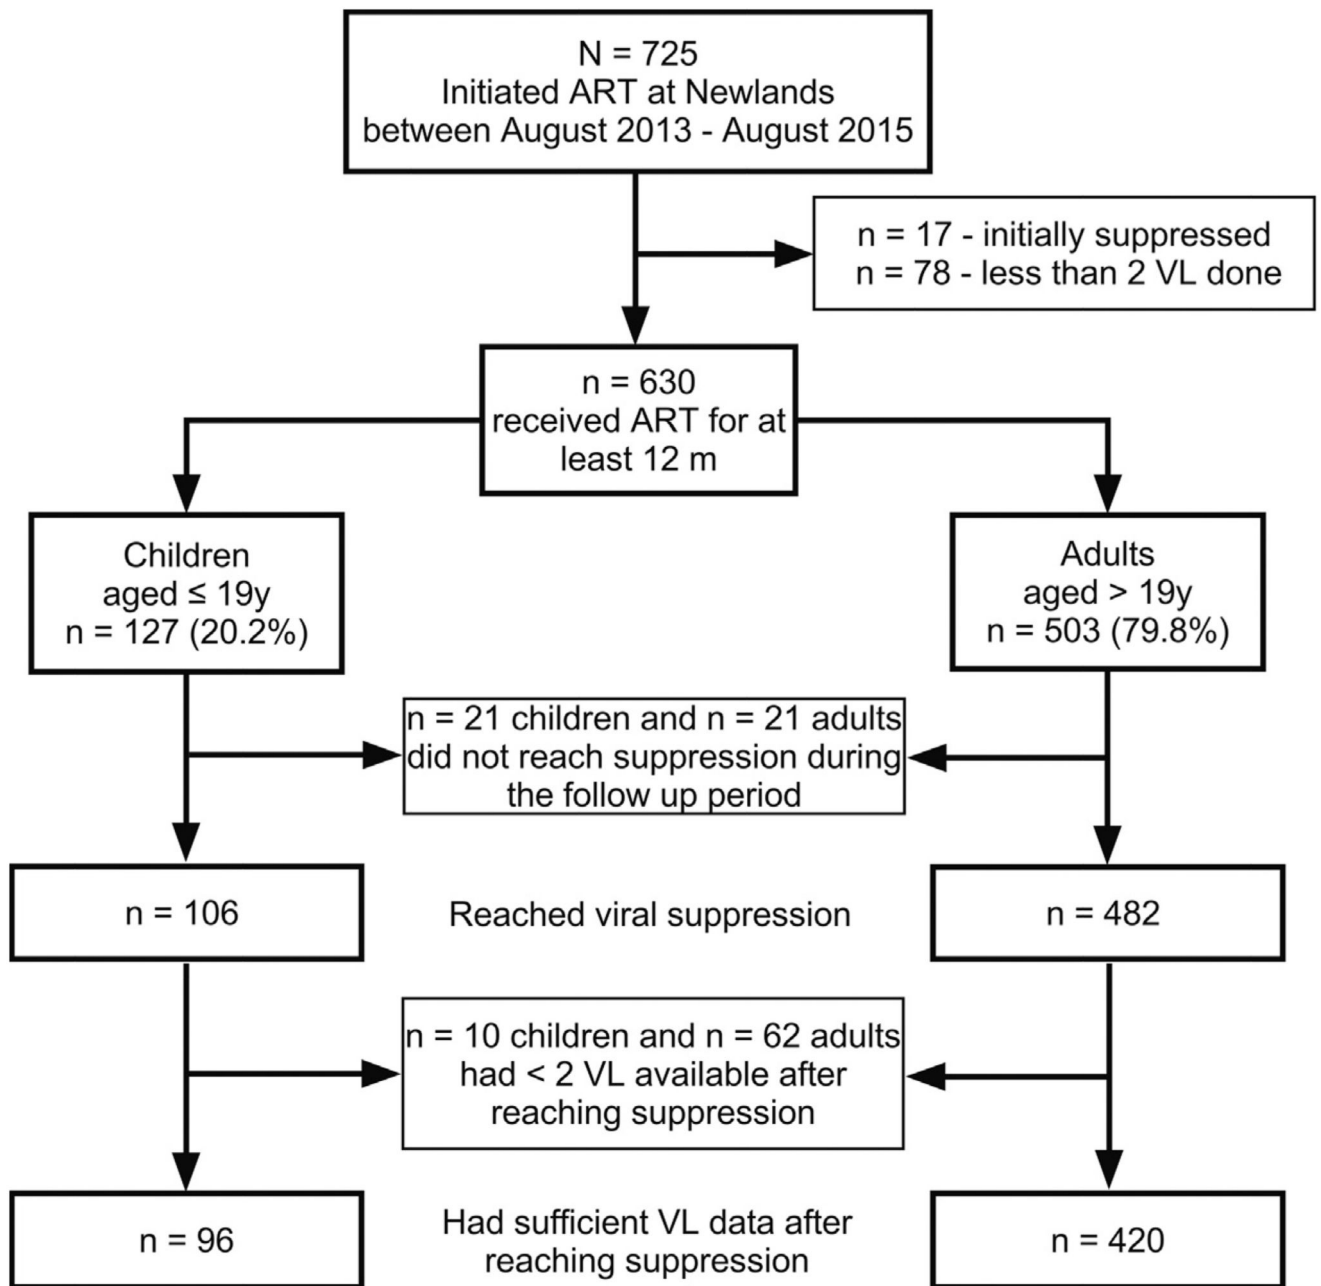 N = 725
Initiated ART at Newlands
between August 2013 - August 2015
n = 17 - initially suppressed
n = 78 - less than 2 VL done
n = 630
received ART for at
least 12 m
Children
aged ≤ 19y
n = 127 (20.2%)
Adults
aged > 19y
n = 503 (79.8%)
n = 21 children and n = 21 adults
did not reach suppression during
the follow up period
n = 106
Reached viral suppression
n = 482
n = 10 children and n = 62 adults
had < 2 VL available after
reaching suppression
n = 96
Had sufficient VL data after
reaching suppression
n = 420